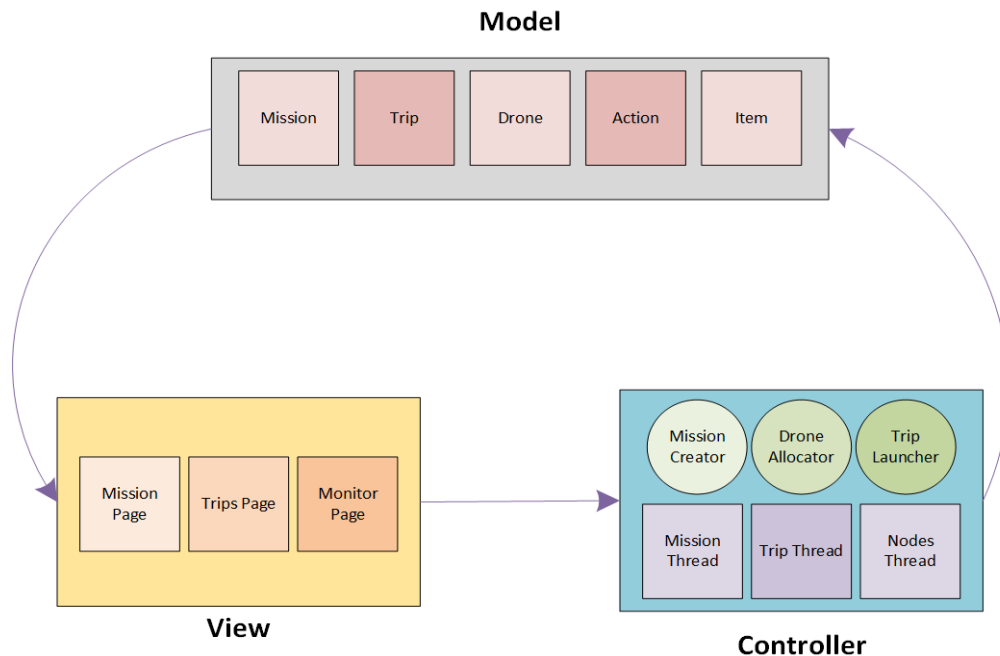 Model
Mission
Trip
Drone
Action
Item
Mission
Page
Trips Page
Monitor
Page
View
Mission
Creator
Drone
Allocator
Trip
Launcher
Mission
Thread
Trip Thread
Nodes
Thread
Controller